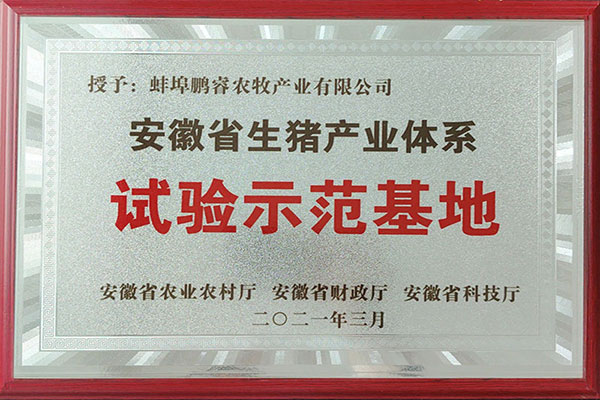 授予：蚌埠鹏睿农牧产业有限公司
安徽省生猪产业体系
试验示范基地
安徽省农业农村厅 安徽省财政厅 安徽省科技厅
二〇二一年三月